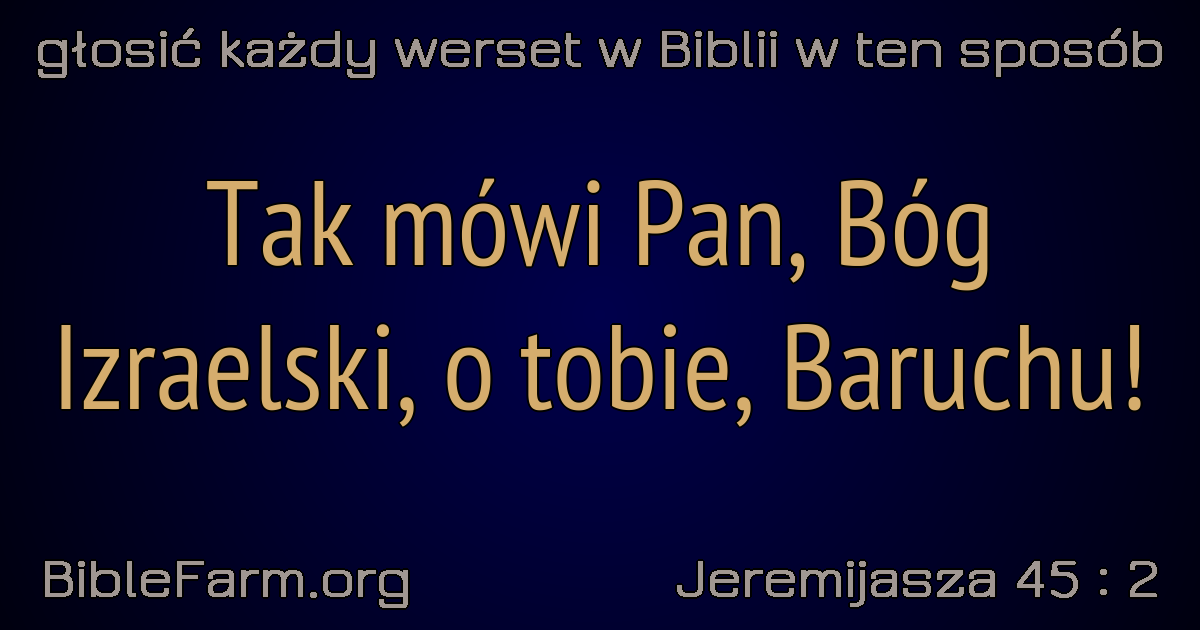 głosić każdy werset w Biblii w ten sposób
Tak mówi Pan, Bóg
Izraelski, o tobie, Baruchu!
BibleFarm.org
Jeremijasza 45 : 2